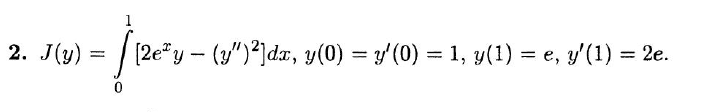 2. J(y) = ∫₀¹ [2eˣy − (y″)²]dx, y(0) = y′(0) = 1, y(1) = e, y′(1) = 2e.